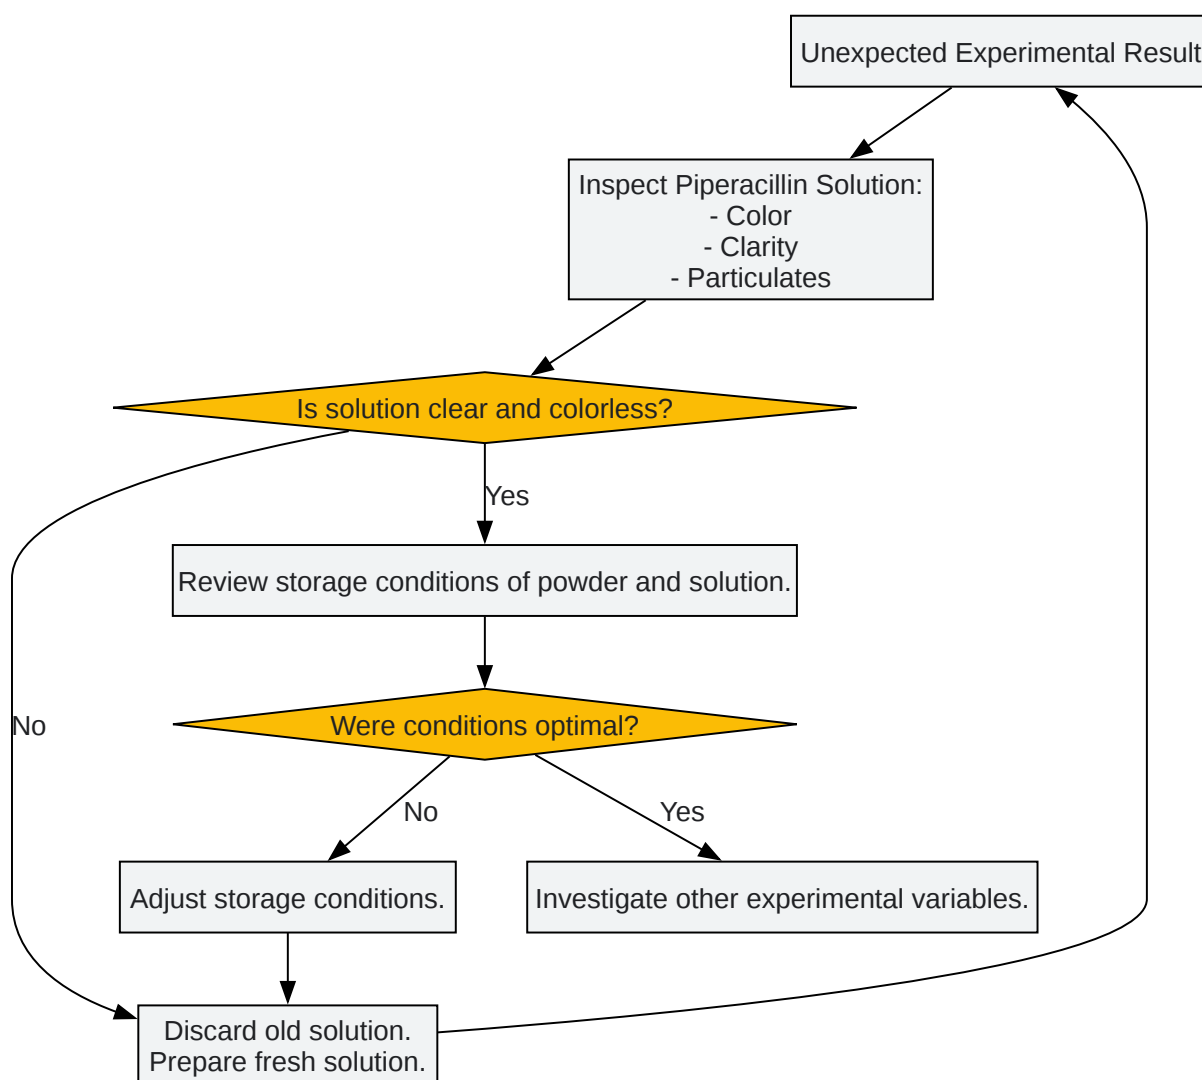 Unexpected Experimental Result
Inspect Piperacillin Solution:
- Color
- Clarity
- Particulates
Is solution clear and colorless?
Yes
Review storage conditions of powder and solution.
No
Were conditions optimal?
No
Yes
Adjust storage conditions.
Investigate other experimental variables.
Discard old solution.
Prepare fresh solution.